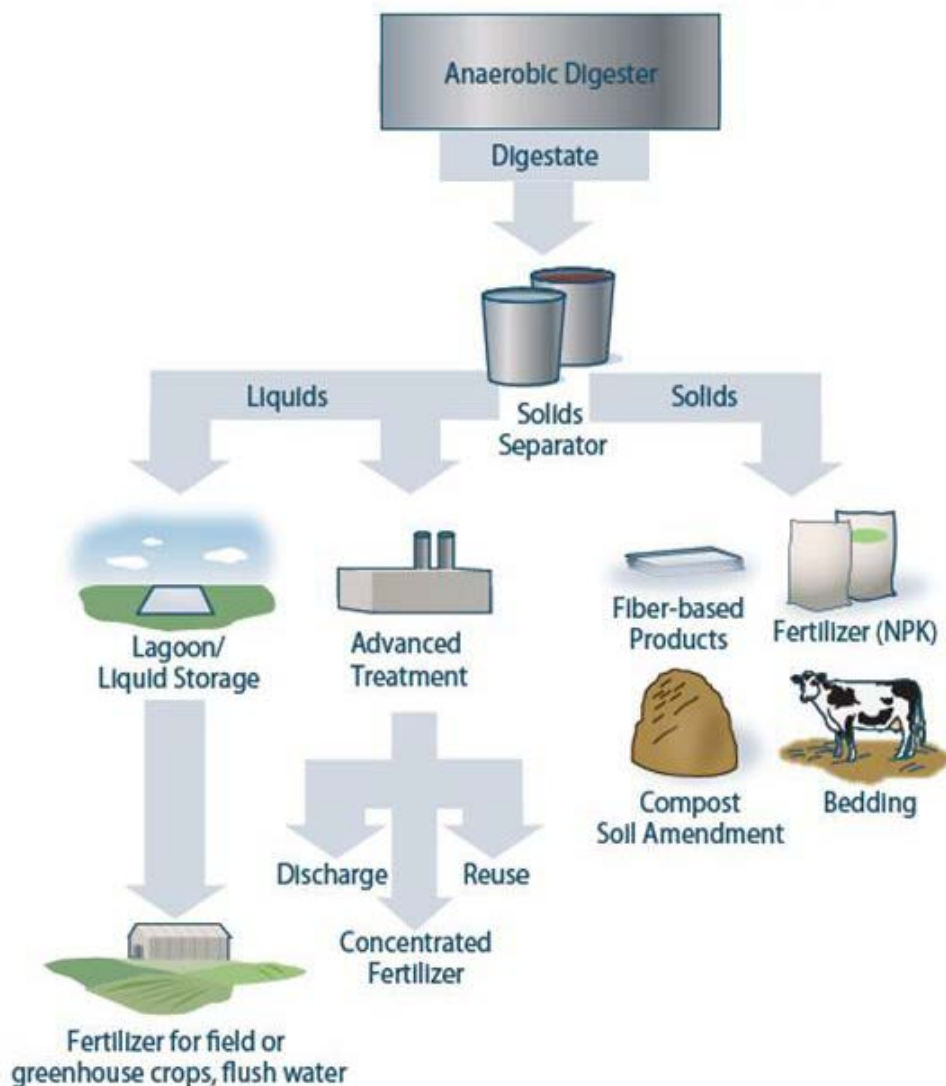 Anaerobic Digester
Digestate
Liquids
Solids
Separator
Solids
Lagoon/
Liquid Storage
Advanced
Treatment
Fiber-based
Products
Fertilizer (NPK)
Compost
Soil Amendment
Bedding
Discharge
Reuse
Concentrated
Fertilizer
Fertilizer for field or
greenhouse crops, flush water